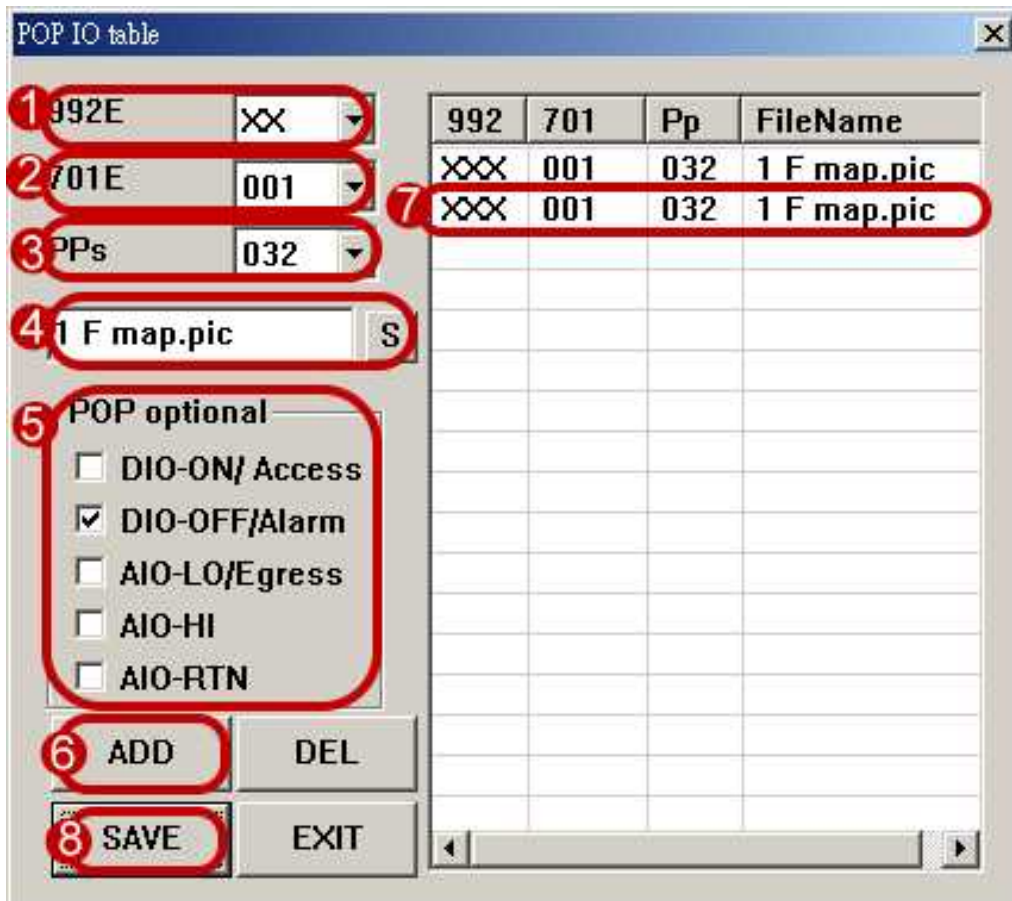 POP IO table
1 992E XX
2 701E 001
3 PPs 032
4 1 F map.pic S
5 POP optional
DIO-ON/ Access
DIO-OFF/Alarm
AIO-LO/Egress
AIO-HI
AIO-RTN
6 ADD DEL
8 SAVE EXIT
992 701 Pp FileName
XXX 001 032 1 F map.pic
7 XXX 001 032 1 F map.pic